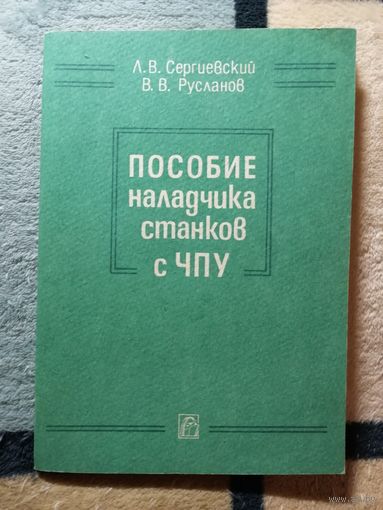 Л. В. Сергиевский
В. В. Русланов
ПОСОБИЕ
наладчика
станков
с ЧПУ